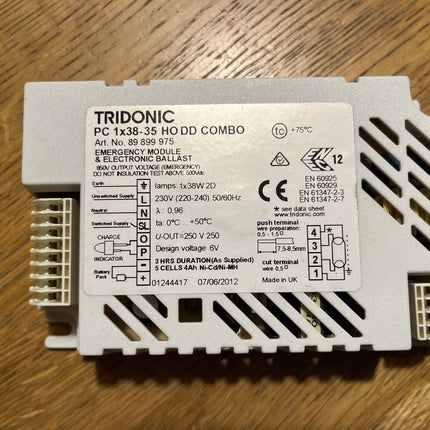 TRIDONIC
PC 1x38-35 HO DD COMBO
Art. No. 89 899 975
EMERGENCY MODULE
& ELECTRONIC BALLAST
850V OUTPUT VOLTAGE (EMERGENCY)
DO NOT INSULATION TEST ABOVE 500Vdc
tc +75°C
12
EN 60925
EN 60929
EN 61347-2-3
EN 61347-2-7
* see data sheet
www.tridonic.com
CE
Earth
lamps: 1x38W 2D
Unswitched Supply
L
230V (220-240) 50/60Hz
Neutral
N
λ : 0,96
Switched Supply
SL
ta: 0°C .. +50°C
CHARGE
INDICATOR
O
U-OUT=250 V 250
P
Design voltage 6V
Battery
Pack
-
+
3 HRS DURATION (As Supplied)
5 CELLS 4Ah Ni-Cd/Ni-MH
01244417 07/06/2012
push terminal
wire preparation:
0,5 - 1,5
7,5-8,5mm
cut terminal
wire 0,5
4
3
2
1
Made in UK